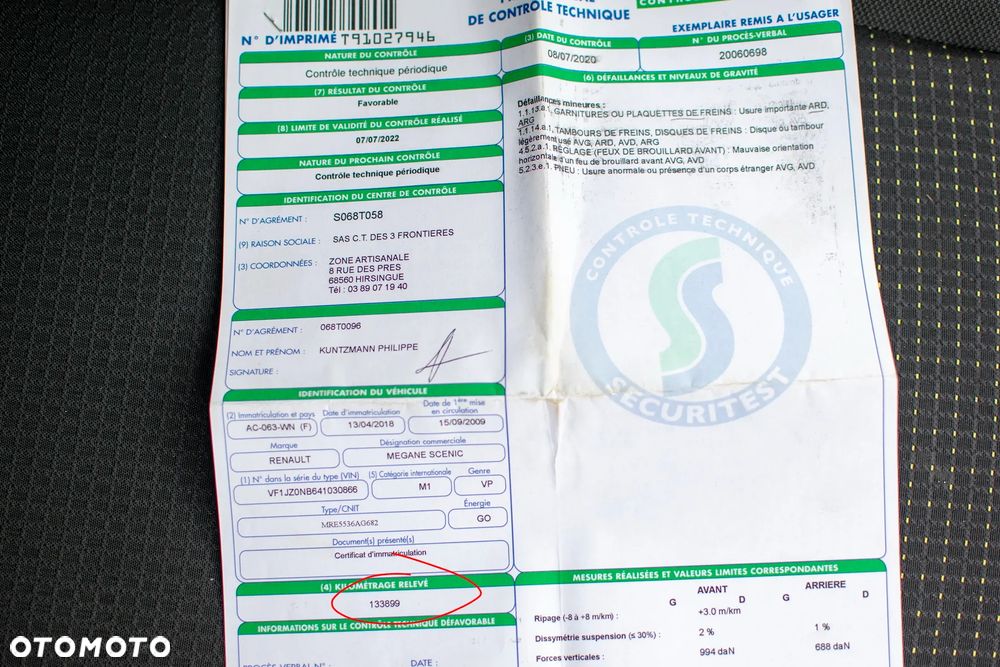 DE CONTRÔLE TECHNIQUE
EXEMPLAIRE REMIS A L'USAGER
N° D'IMPRIMÉ T91027946
NATURE DU CONTRÔLE
Contrôle technique périodique
(7) RÉSULTAT DU CONTRÔLE
Favorable
(8) LIMITE DE VALIDITÉ DU CONTRÔLE RÉALISÉ
07/07/2022
NATURE DU PROCHAIN CONTRÔLE
Contrôle technique périodique
IDENTIFICATION DU CENTRE DE CONTRÔLE
N° D'AGRÉMENT : S068T058
(9) RAISON SOCIALE : SAS C.T. DES 3 FRONTIERES
(3) COORDONNÉES : ZONE ARTISANALE
8 RUE DES PRES
68560 HIRSINGUE
Tél : 03 89 07 19 40
N° D'AGRÉMENT : 068T0096
NOM ET PRÉNOM : KUNTZMANN PHILIPPE
SIGNATURE :
IDENTIFICATION DU VÉHICULE
(2) Immatriculation et pays
AC-063-WN (F)
Date d'immatriculation
13/04/2018
Date de 1ère mise
en circulation
15/09/2009
Marque
RENAULT
Désignation commerciale
MEGANE SCENIC
(1) N° dans la série du type (VIN)
VF1JZ0NB641030866
(5) Catégorie internationale
M1
Genre
VP
Type/CNIT
MRE5536AG682
Énergie
GO
Document(s) présenté(s)
Certificat d'immatriculation
(4) KILOMÉTRAGE RELEVÉ
133899
INFORMATIONS SUR LE CONTRÔLE TECHNIQUE DÉFAVORABLE
PROCÈS-VERBAL N° :
DATE :
(3) DATE DU CONTRÔLE
08/07/2020
N° DU PROCÈS-VERBAL
20060698
(6) DÉFAILLANCES ET NIVEAUX DE GRAVITÉ
Défaillances mineures :
1.1.13.a.1. GARNITURES OU PLAQUETTES DE FREINS : Usure importante ARD,
ARG
1.1.14.a.1. TAMBOURS DE FREINS, DISQUES DE FREINS : Disque ou tambour
légèrement usé AVG, ARD, AVD, ARG
4.5.2.a.1. RÉGLAGE (FEUX DE BROUILLARD AVANT) : Mauvaise orientation
horizontale d'un feu de brouillard avant AVG, AVD
5.2.3.e.1. PNEU : Usure anormale ou présence d'un corps étranger AVG, AVD
CONTROLE TECHNIQUE
SECURITEST
MESURES RÉALISÉES ET VALEURS LIMITES CORRESPONDANTES
AVANT ARRIERE
G D G D
Ripage (-8 à +8 m/km) : +3.0 m/km
Dissymétrie suspension (≤ 30%) : 2 % 1 %
Forces verticales : 994 daN 688 daN
OTOMOTO